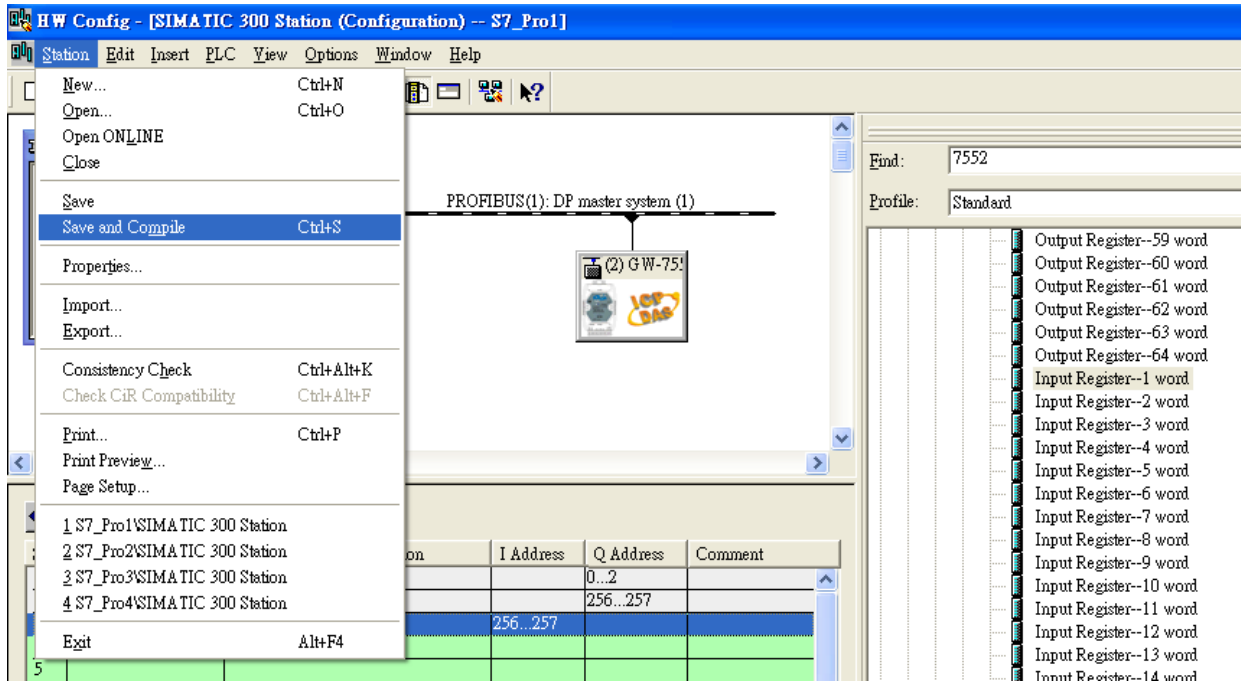 HW Config - [SIMATIC 300 Station (Configuration) -- S7_Pro1]
Station Edit Insert PLC View Options Window Help
New... Ctrl+N
Open... Ctrl+O
Open ONLINE
Close
Save
Save and Compile Ctrl+S
Properties...
Import...
Export...
Consistency Check Ctrl+Alt+K
Check CiR Compatibility Ctrl+Alt+F
Print... Ctrl+P
Print Preview...
Page Setup...
1 S7_Pro1\SIMATIC 300 Station
2 S7_Pro2\SIMATIC 300 Station
3 S7_Pro3\SIMATIC 300 Station
4 S7_Pro4\SIMATIC 300 Station
Exit Alt+F4
PROFIBUS(1): DP master system (1)
(2) GW-755
ICP
DAS
I Address Q Address Comment
0...2
256...257
256...257
5
Find: 7552
Profile: Standard
Output Register--59 word
Output Register--60 word
Output Register--61 word
Output Register--62 word
Output Register--63 word
Output Register--64 word
Input Register--1 word
Input Register--2 word
Input Register--3 word
Input Register--4 word
Input Register--5 word
Input Register--6 word
Input Register--7 word
Input Register--8 word
Input Register--9 word
Input Register--10 word
Input Register--11 word
Input Register--12 word
Input Register--13 word
Input Register--14 word